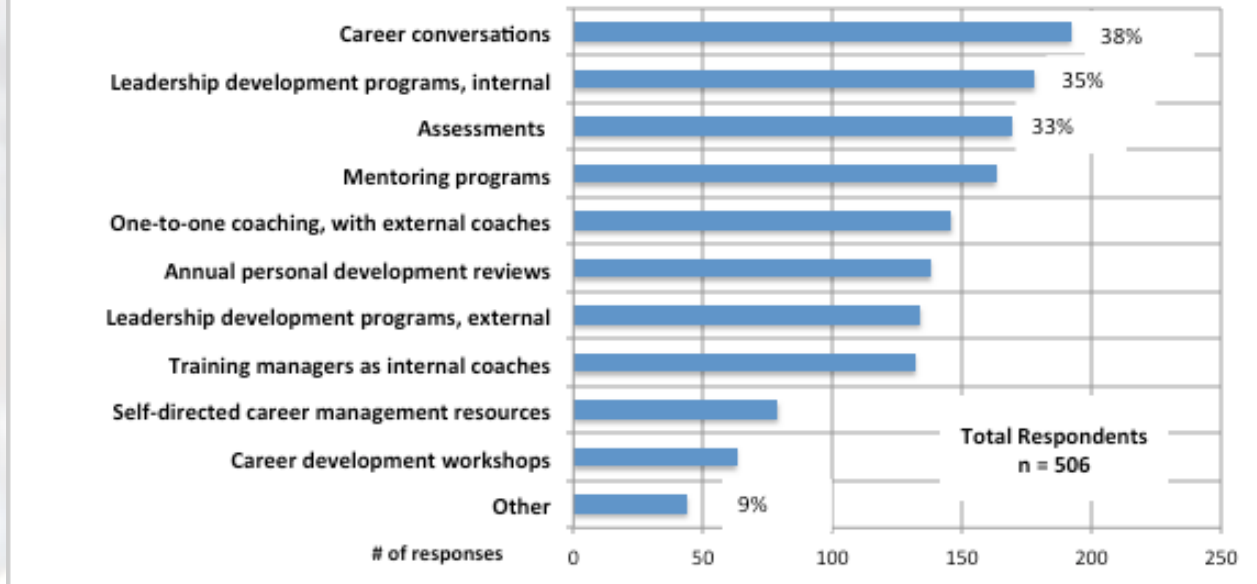 Career conversations 38%
Leadership development programs, internal 35%
Assessments 33%
Mentoring programs
One-to-one coaching, with external coaches
Annual personal development reviews
Leadership development programs, external
Training managers as internal coaches
Self-directed career management resources
Total Respondents
n = 506
Career development workshops
Other 9%
# of responses 0 50 100 150 200 250